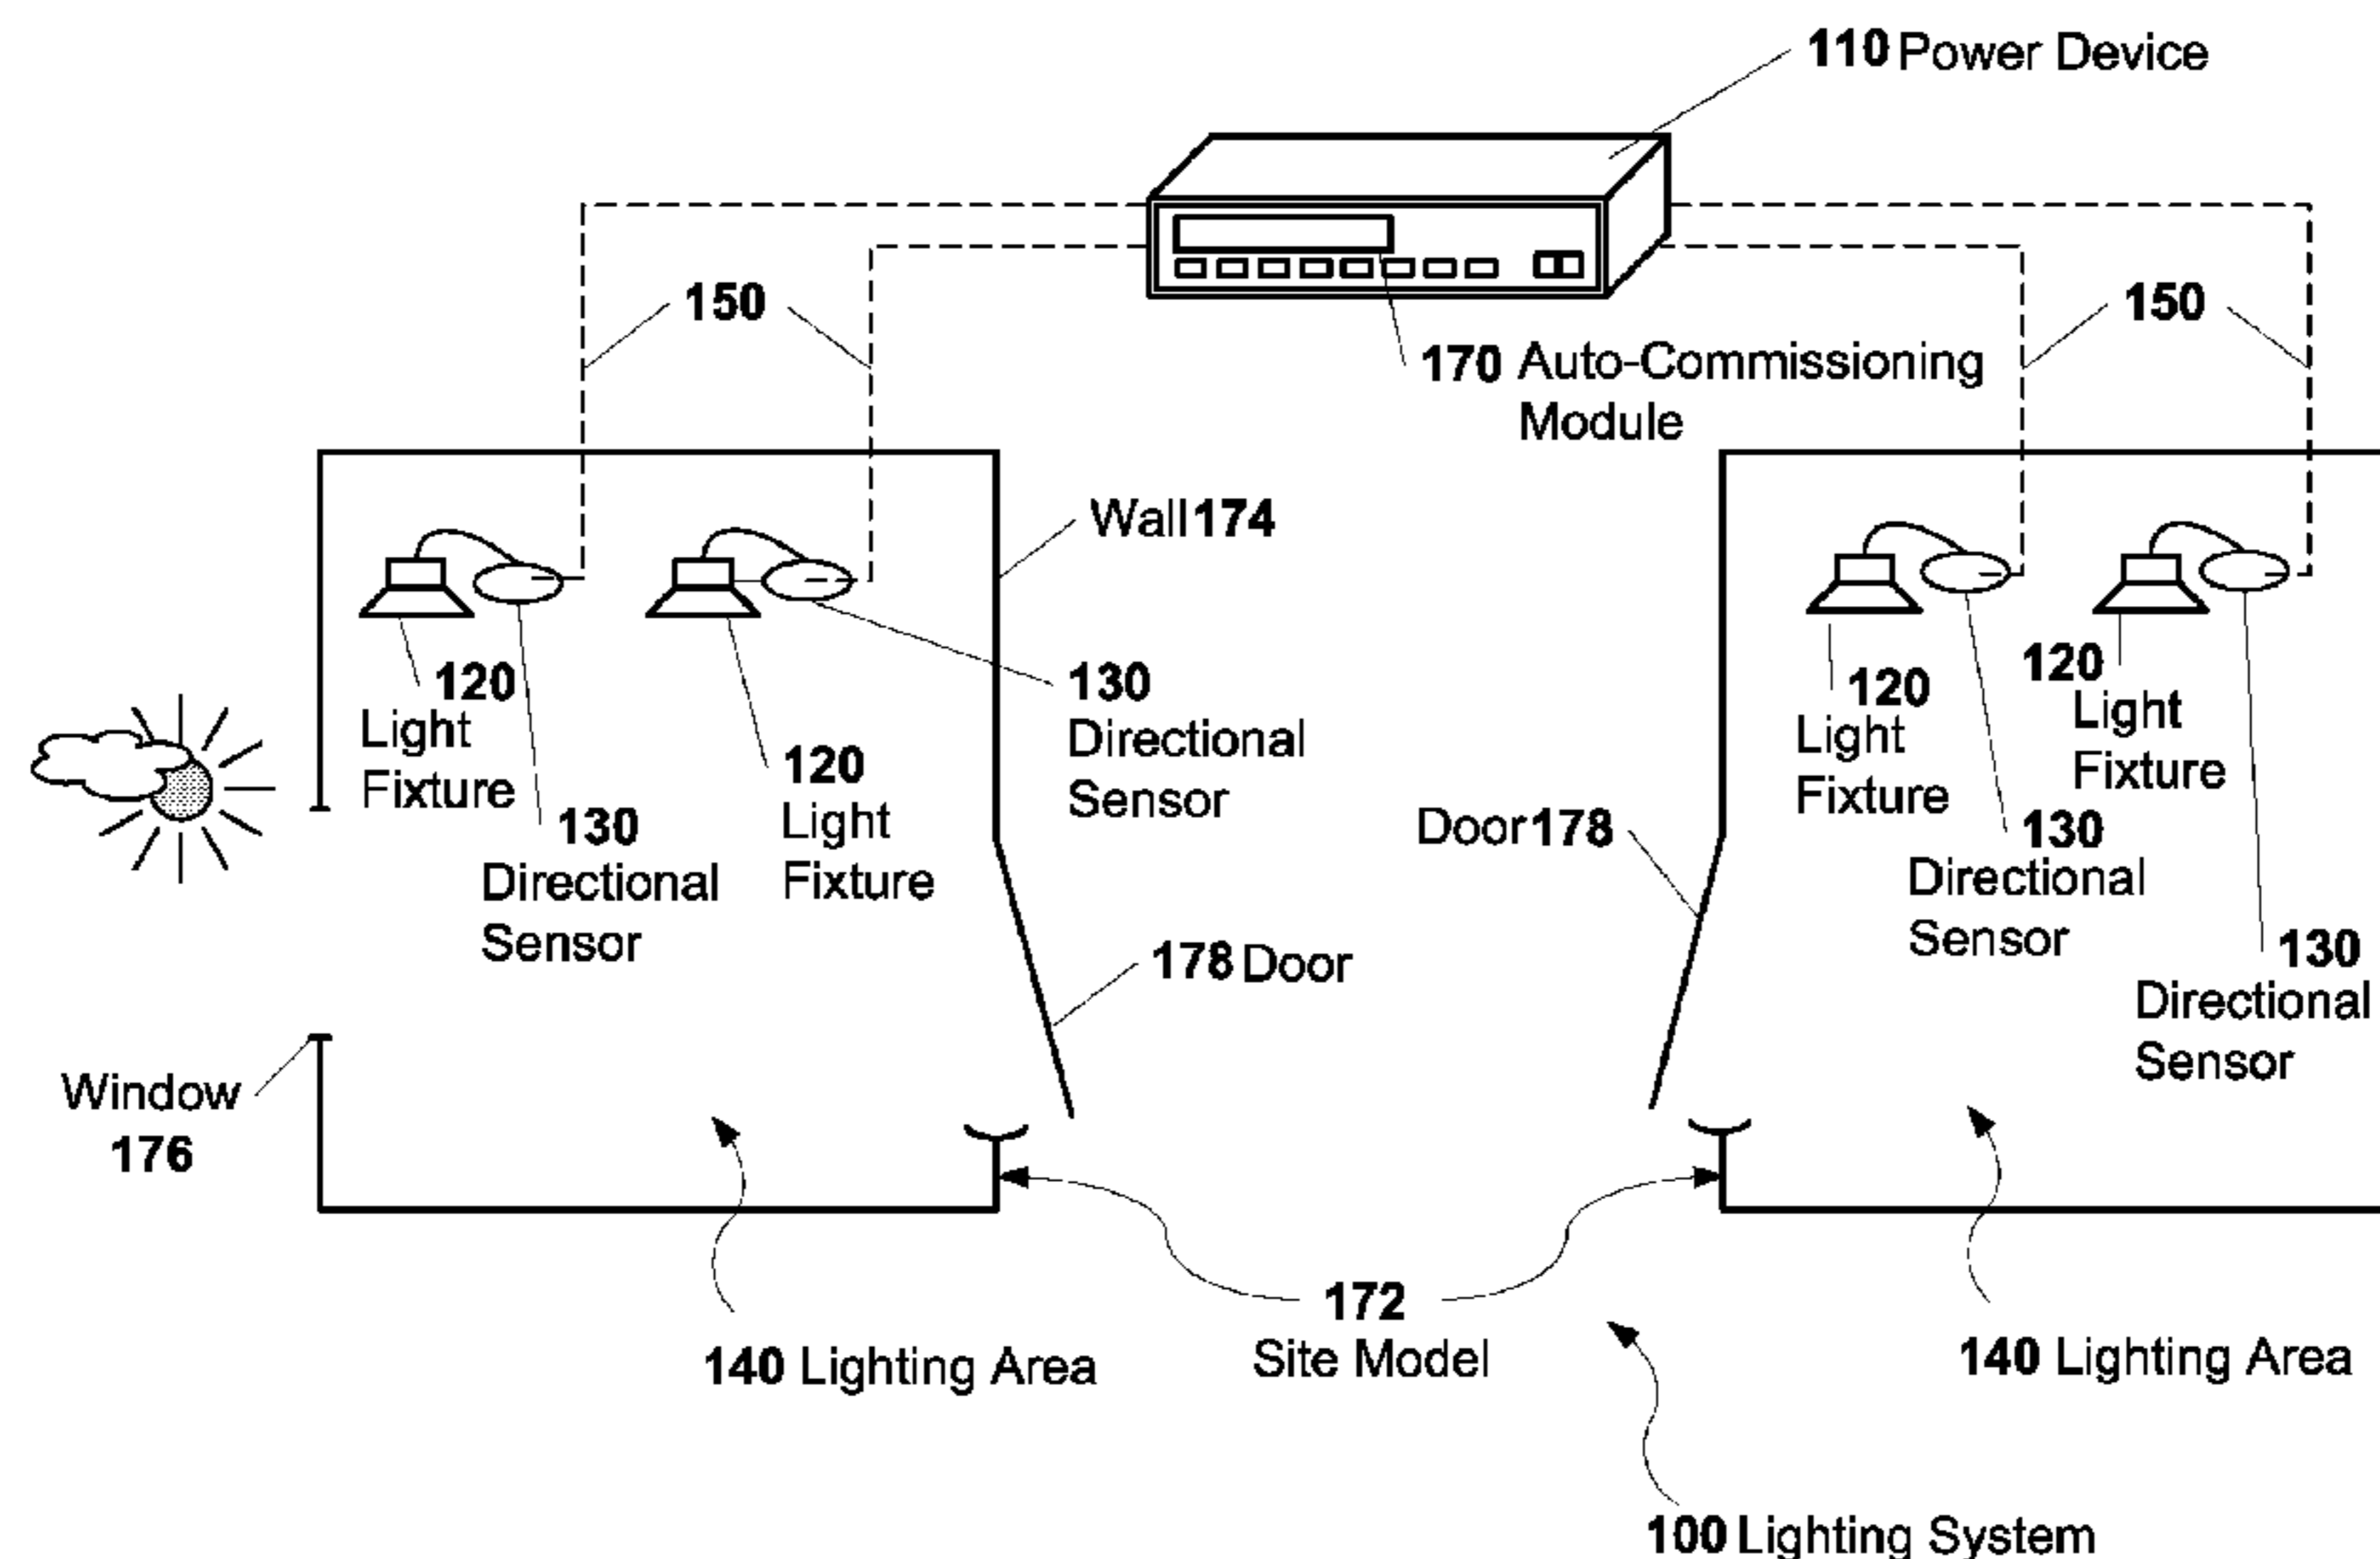 110 Power Device
150
150
170 Auto-Commissioning
Module
Wall 174
120
Light
Fixture
130
Directional
Sensor
120
Light
Fixture
130
Directional
Sensor
120
Light
Fixture
120
Light
Fixture
Door 178
130
Directional
Sensor
130
Directional
Sensor
178 Door
Window
176
172
Site Model
140 Lighting Area
140 Lighting Area
100 Lighting System